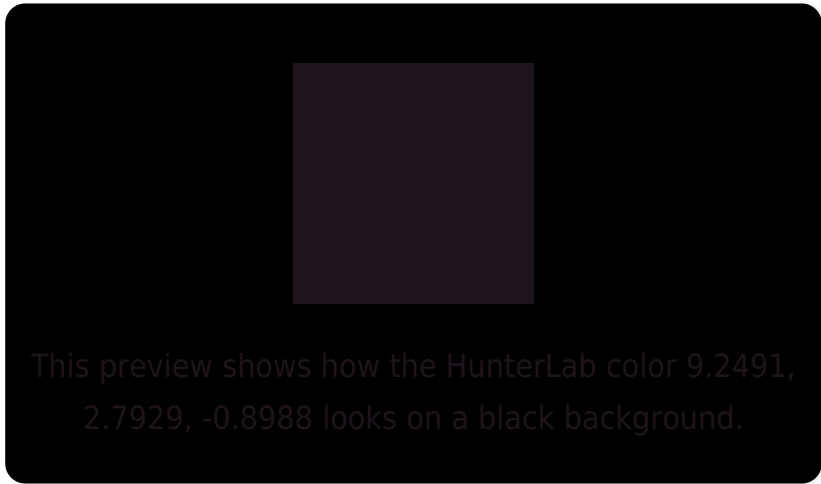 This preview shows how the HunterLab color 9.2491,
2.7929, -0.8988 looks on a black background.